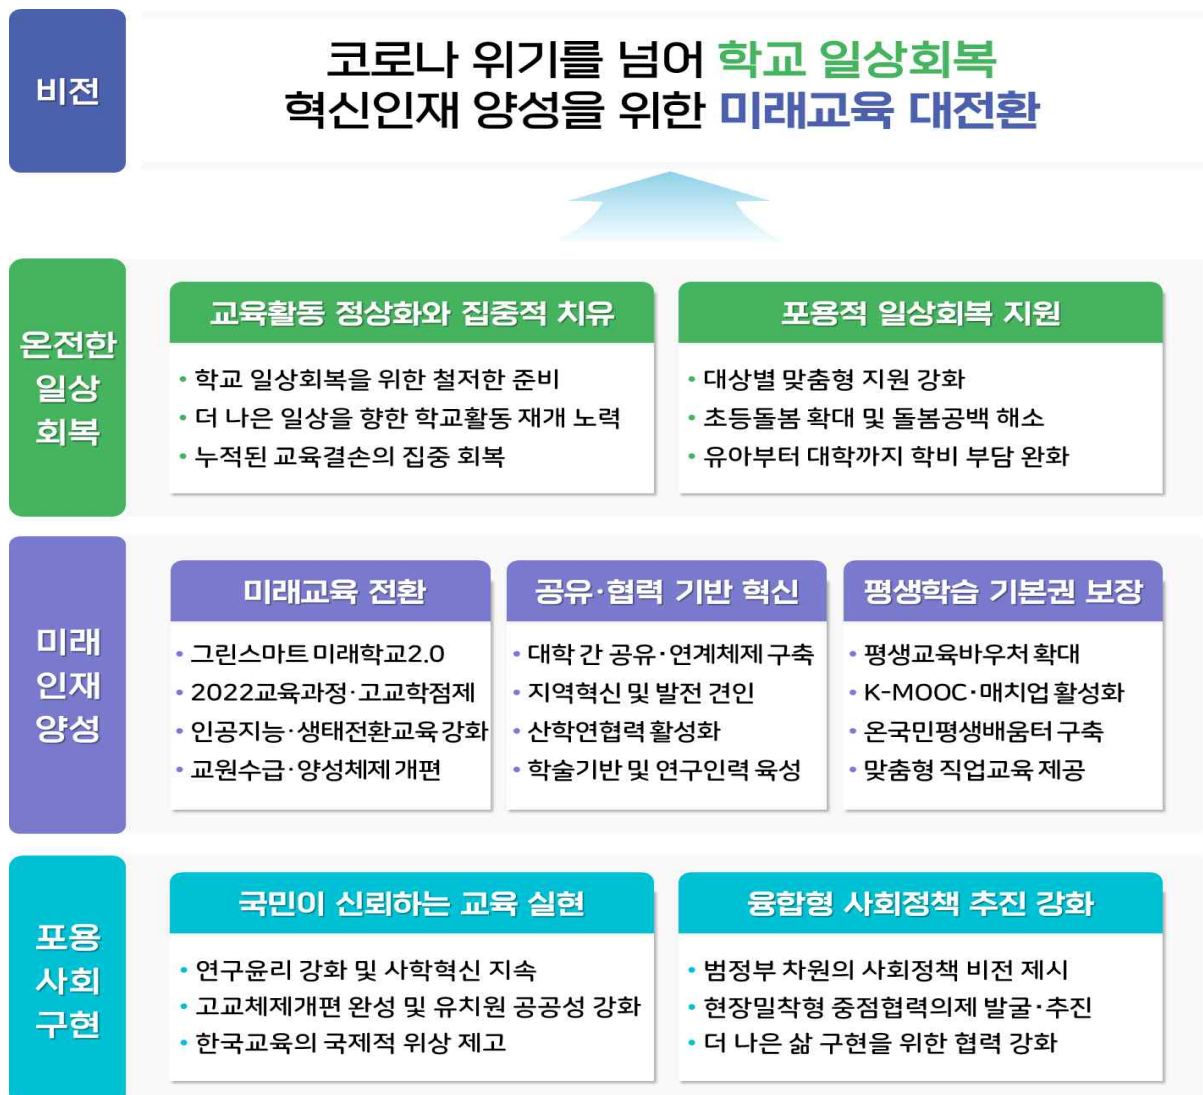 비전
코로나 위기를 넘어 학교 일상회복
혁신인재 양성을 위한 미래교육 대전환
온전한
일상
회복
교육활동 정상화와 집중적 치유
• 학교 일상회복을 위한 철저한 준비
• 더 나은 일상을 향한 학교활동 재개 노력
• 누적된 교육결손의 집중 회복
포용적 일상회복 지원
• 대상별 맞춤형 지원 강화
• 초등돌봄 확대 및 돌봄공백 해소
• 유아부터 대학까지 학비 부담 완화
미래
인재
양성
미래교육 전환
• 그린스마트 미래학교2.0
• 2022교육과정·고교학점제
• 인공지능·생태전환교육 강화
• 교원수급·양성체제 개편
공유·협력 기반 혁신
• 대학 간 공유·연계체제 구축
• 지역혁신 및 발전 견인
• 산학연협력 활성화
• 학술기반 및 연구인력 육성
평생학습 기본권 보장
• 평생교육바우처 확대
• K-MOOC·매치업 활성화
• 온국민평생배움터 구축
• 맞춤형 직업교육 제공
포용
사회
구현
국민이 신뢰하는 교육 실현
• 연구윤리 강화 및 사학혁신 지속
• 고교체제개편 완성 및 유치원 공공성 강화
• 한국교육의 국제적 위상 제고
융합형 사회정책 추진 강화
• 범정부 차원의 사회정책 비전 제시
• 현장밀착형 중점협력의제 발굴·추진
• 더 나은 삶 구현을 위한 협력 강화